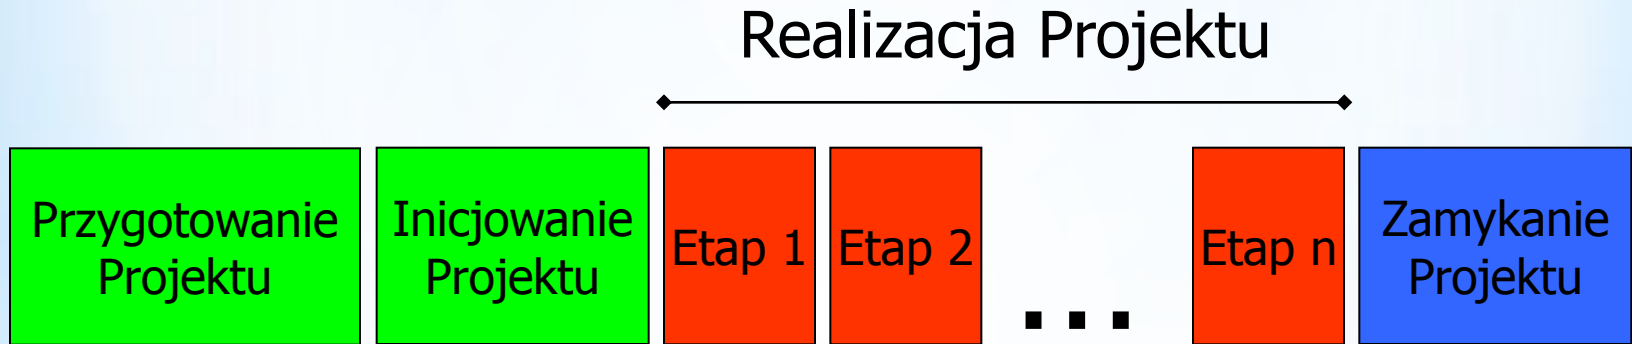 Realizacja Projektu
Przygotowanie
Projektu
Inicjowanie
Projektu
Etap 1
Etap 2
...
Etap n
Zamykanie
Projektu